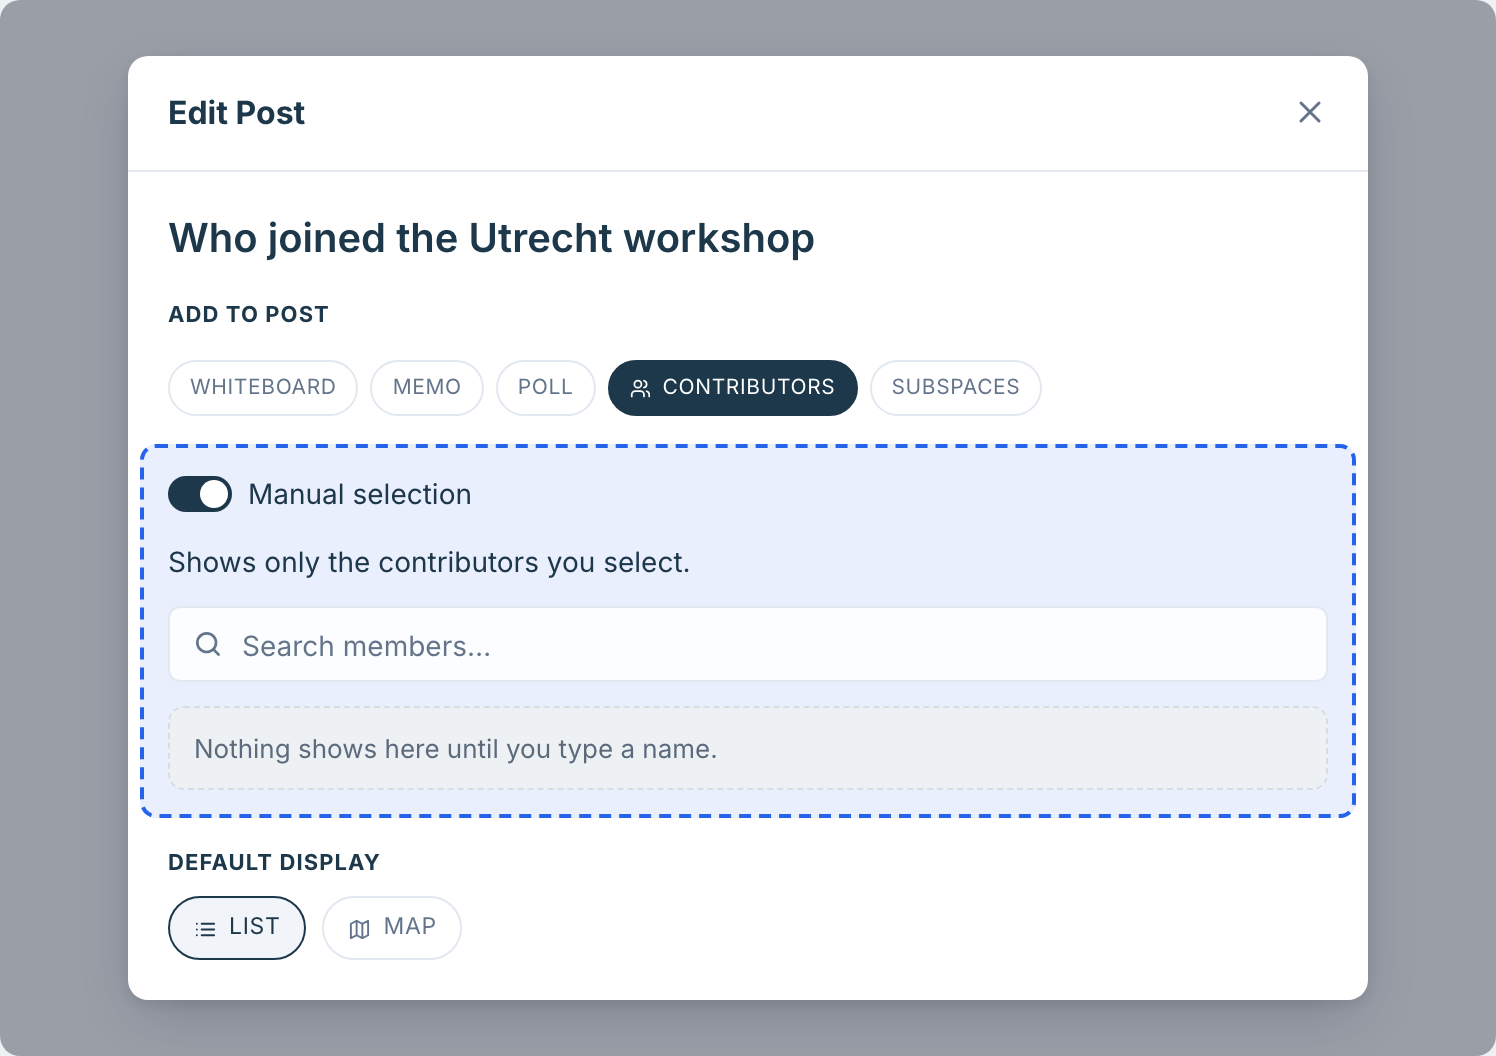 Edit Post
Who joined the Utrecht workshop
ADD TO POST
WHITEBOARD MEMO POLL CONTRIBUTORS SUBSPACES
Manual selection
Shows only the contributors you select.
Search members...
Nothing shows here until you type a name.
DEFAULT DISPLAY
LIST MAP